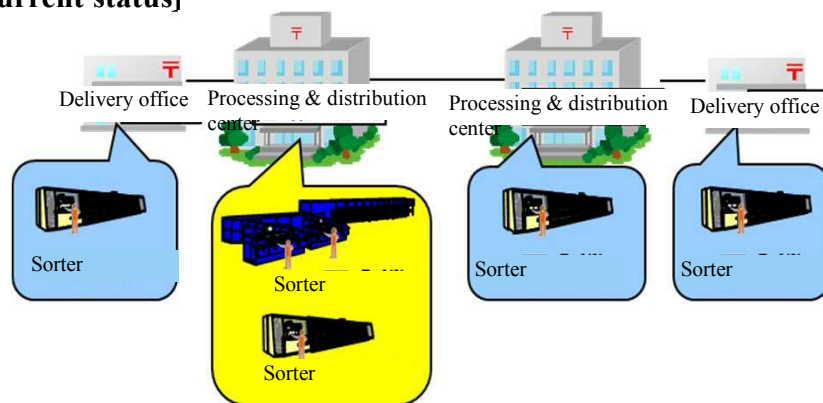 urrent status]
〒
〒
〒
〒
Delivery office
Processing & distribution
center
Processing & distribution
center
Delivery office
Sorter
Sorter
Sorter
Sorter
Sorter